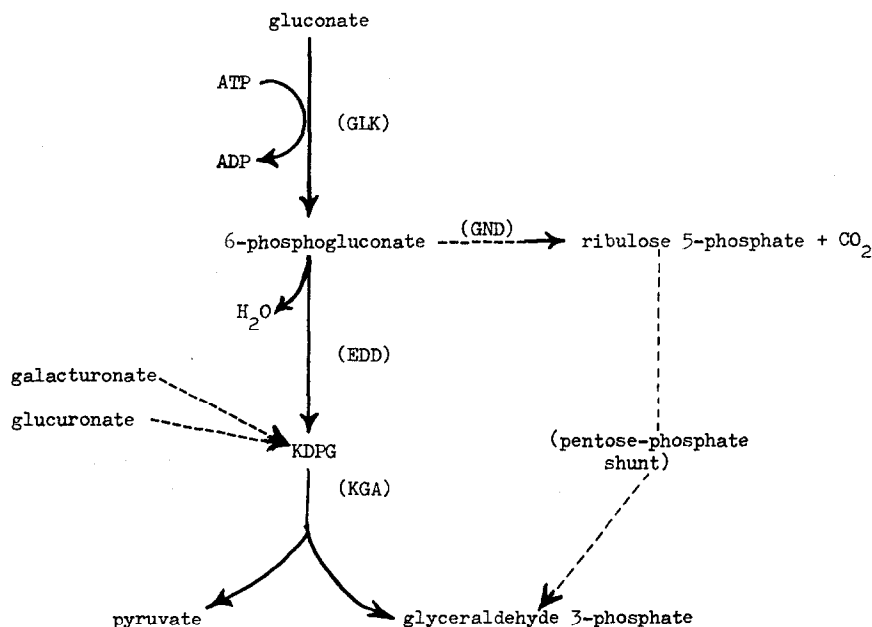 gluconate
ATP
(GLK)
ADP
6-phosphogluconate
(GND)
ribulose 5-phosphate + CO2
H2O
(EDD)
galacturonate
glucuronate
KDPG
(pentose-phosphate
shunt)
(KGA)
pyruvate
glyceraldehyde 3-phosphate